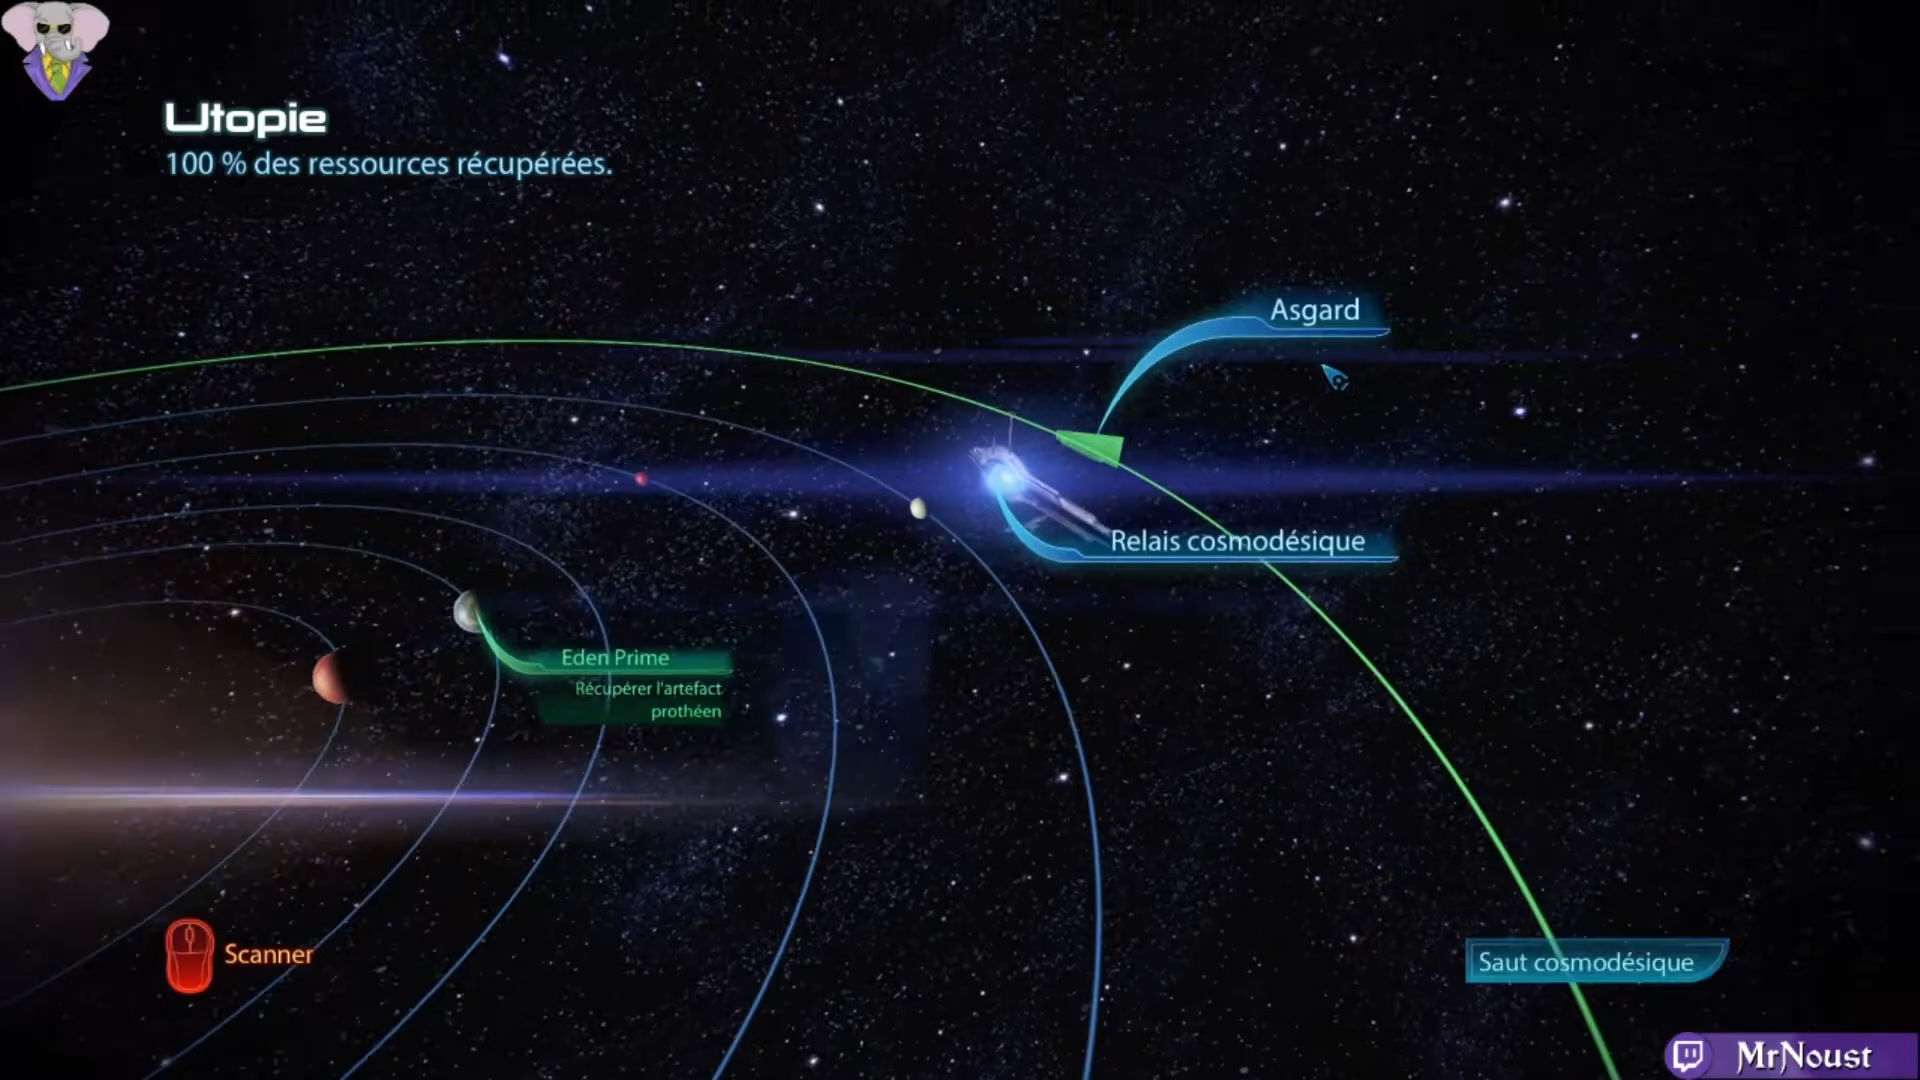 Utopie
100 % des ressources récupérées.
Asgard
Relais cosmodésique
Eden Prime
Récupérer l'artefact
prothéen
Scanner
Saut cosmodésique
MrNoust